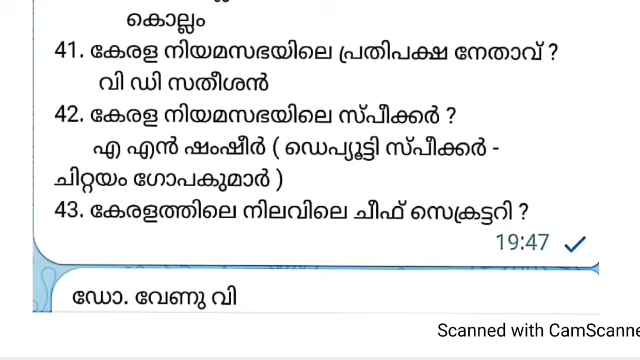 കൊല്ലം
41. കേരള നിയമസഭയിലെ പ്രതിപക്ഷ നേതാവ് ?
വി ഡി സതീശൻ
42. കേരള നിയമസഭയിലെ സ്പീക്കർ ?
എ എൻ ഷംഷീർ ( ഡെപ്യൂട്ടി സ്പീക്കർ -
ചിറ്റയം ഗോപകുമാർ )
43. കേരളത്തിലെ നിലവിലെ ചീഫ് സെക്രട്ടറി ?
19:47
ഡോ. വേണു വി
Scanned with CamScanne